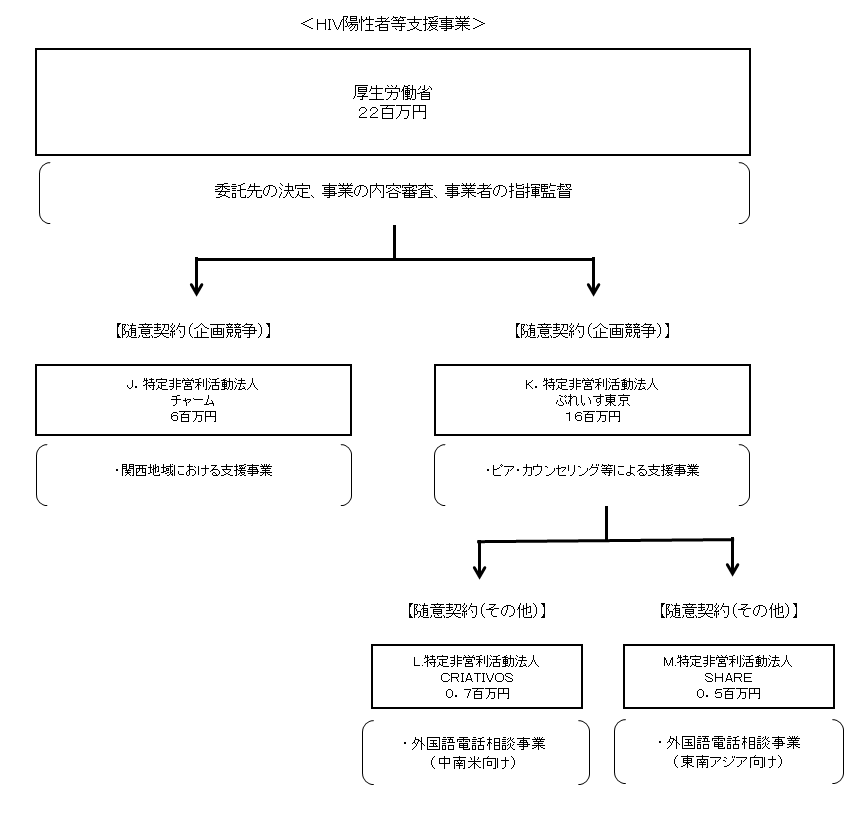 ＜HIV陽性者等支援事業＞
厚生労働省
２２百万円
委託先の決定、事業の内容審査、事業者の指揮監督
【随意契約(企画競争)】
【随意契約(企画競争)】
Ｊ．特定非営利活動法人
チャーム
６百万円
Ｋ．特定非営利活動法人
ぷれいす東京
１６百万円
・関西地域における支援事業
・ピア・カウンセリング等による支援事業
【随意契約(その他)】
【随意契約(その他)】
Ｌ.特定非営利活動法人
CRIATIVOS
０．７百万円
Ｍ.特定非営利活動法人
SHARE
０．５百万円
・外国語電話相談事業
（中南米向け）
・外国語電話相談事業
（東南アジア向け）